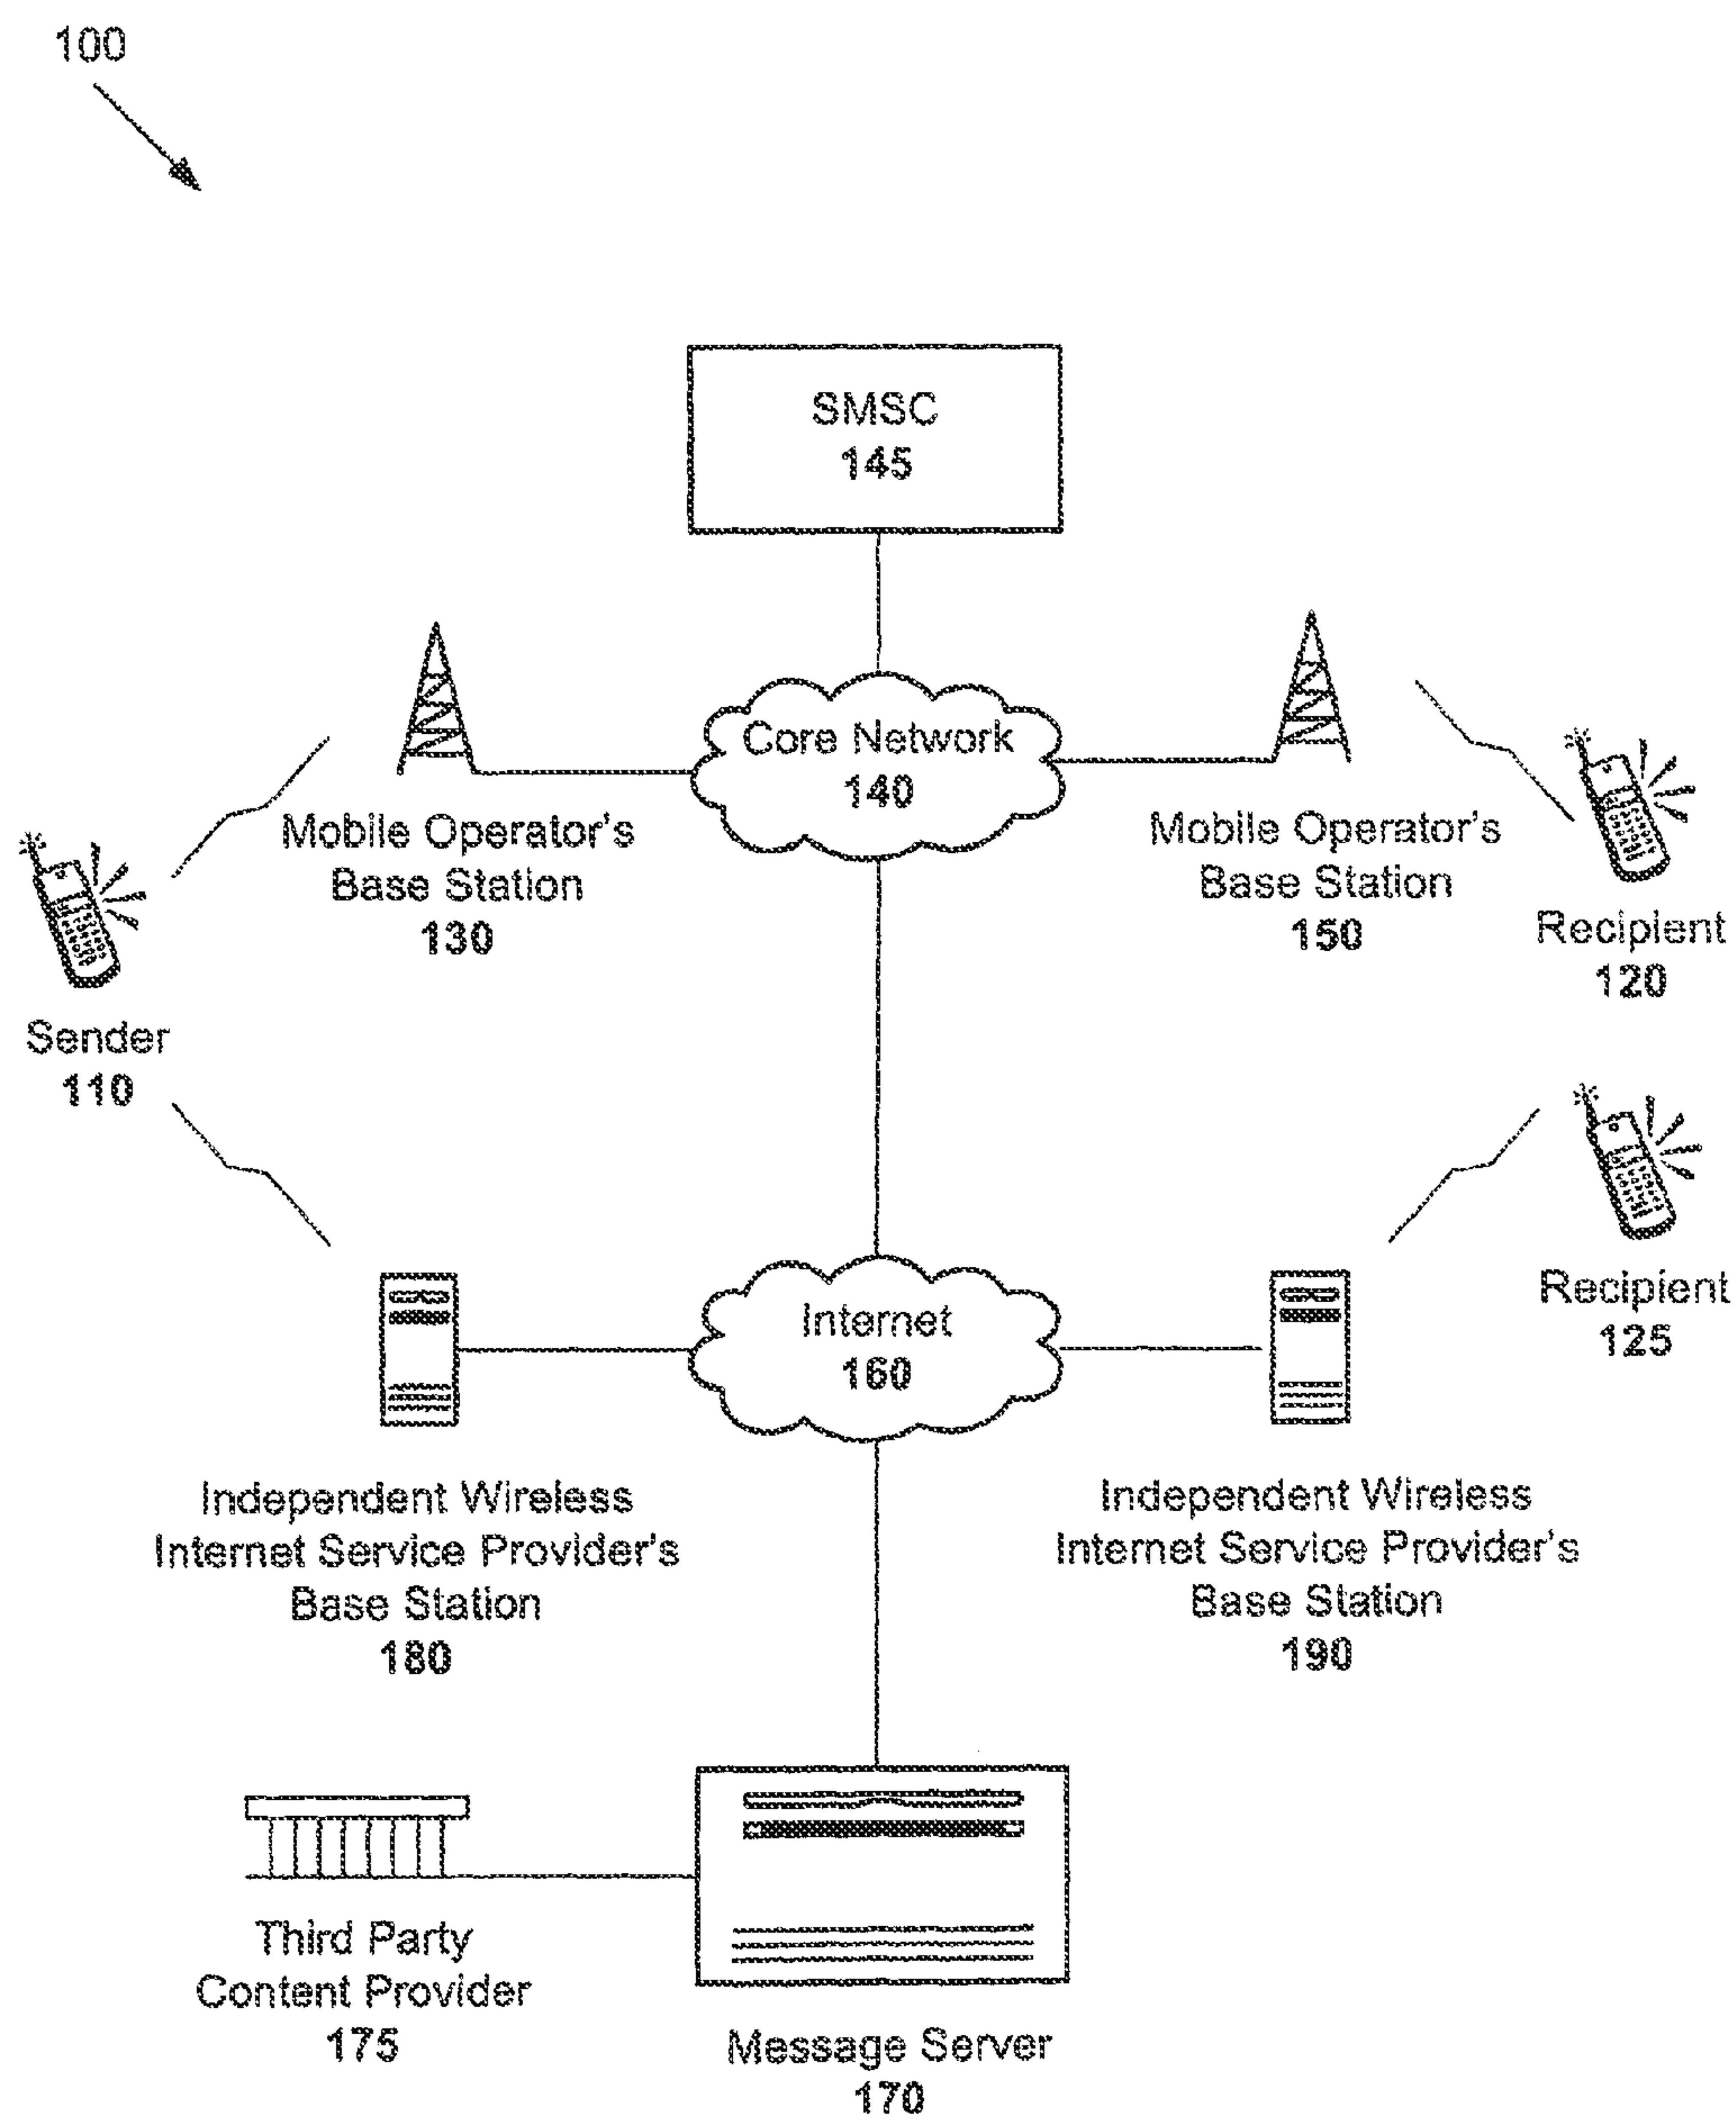 100
SMSC
145
Core Network
140
Mobile Operator's
Base Station
130
Mobile Operator's
Base Station
150
Recipient
120
Sender
110
Recipient
125
Internet
160
Independent Wireless
Internet Service Provider's
Base Station
180
Independent Wireless
Internet Service Provider's
Base Station
190
Third Party
Content Provider
175
Message Server
170